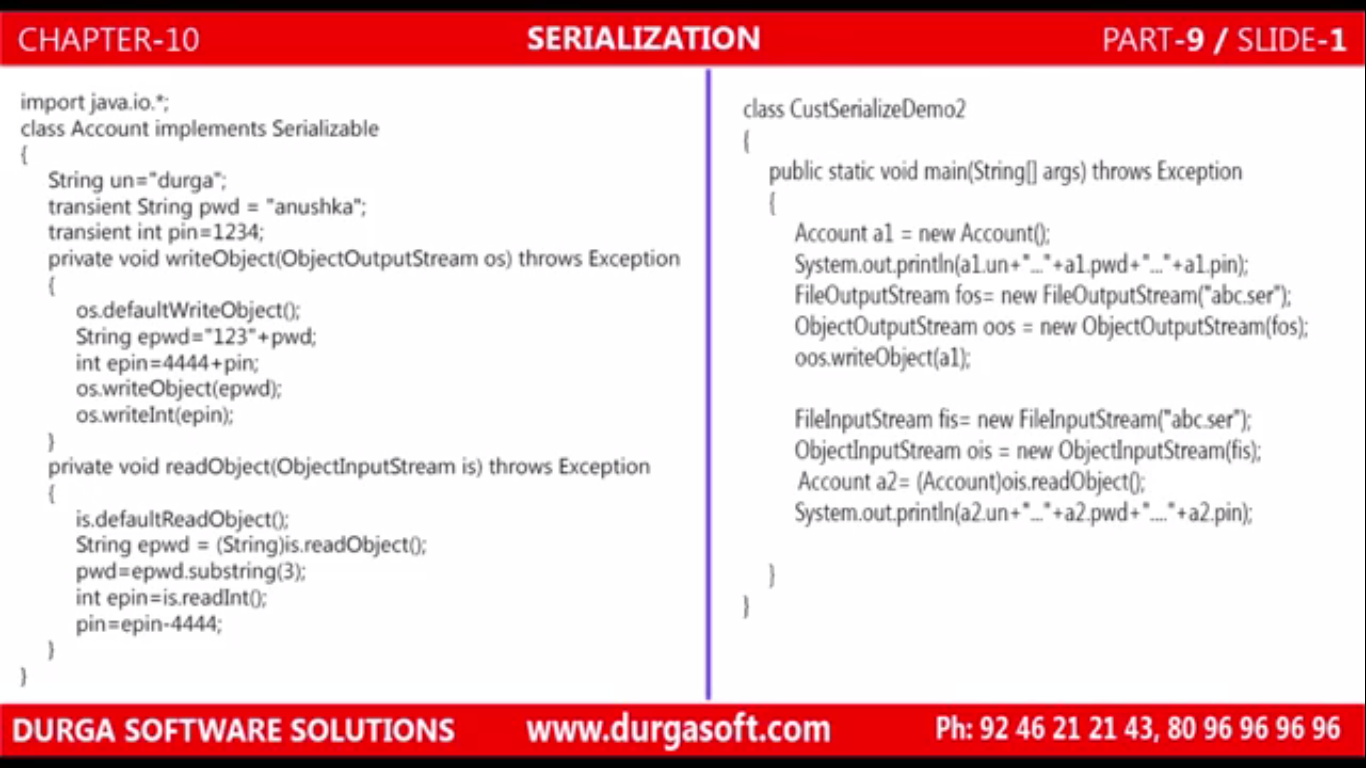 CHAPTER-10
SERIALIZATION
PART-9 / SLIDE-1
import java.io.*;
class Account implements Serializable
{
String un="durga";
transient String pwd = "anushka";
transient int pin=1234;
private void writeObject(ObjectOutputStream os) throws Exception
{
os.defaultWriteObject();
String epwd="123"+pwd;
int epin=4444+pin;
os.writeObject(epwd);
os.writeInt(epin);
}
private void readObject(ObjectInputStream is) throws Exception
{
is.defaultReadObject();
String epwd = (String)is.readObject();
pwd=epwd.substring(3);
int epin=is.readInt();
pin=epin-4444;
}
}
class CustSerializeDemo2
{
public static void main(String[] args) throws Exception
{
Account a1 = new Account();
System.out.println(a1.un+"..."+a1.pwd+"..."+a1.pin);
FileOutputStream fos= new FileOutputStream("abc.ser");
ObjectOutputStream oos = new ObjectOutputStream(fos);
oos.writeObject(a1);
FileInputStream fis= new FileInputStream("abc.ser");
ObjectInputStream ois = new ObjectInputStream(fis);
Account a2= (Account)ois.readObject();
System.out.println(a2.un+"..."+a2.pwd+"...."+a2.pin);
}
}
DURGA SOFTWARE SOLUTIONS
www.durgasoft.com
Ph: 92 46 21 21 43, 80 96 96 96 96